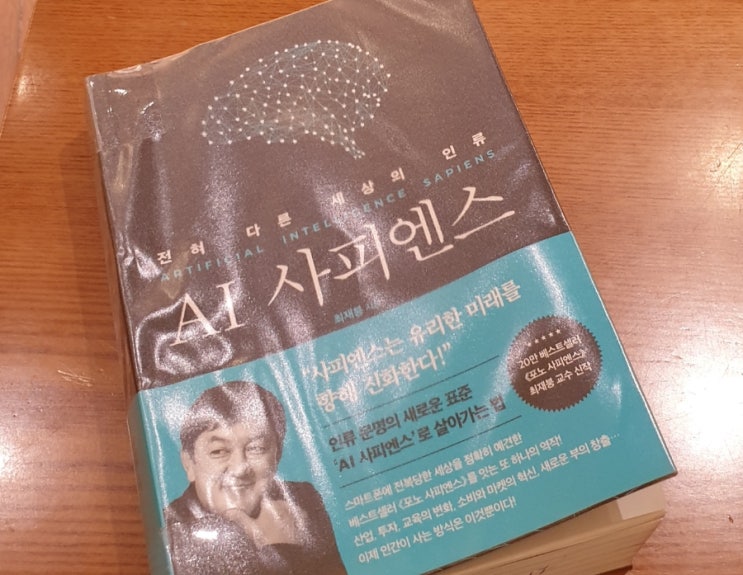 전혀 다른 세상의 인류
ARTIFICIAL INTELLIGENCE SAPIENS
AI 사피엔스
최재붕
"사피엔스는 유리한 미래를
향해 진화한다!"
인류 문명의 새로운 표준
'AI 사피엔스'로 살아가는 법
★★★★★
20만 베스트셀러
《포노 사피엔스》
최재붕 교수 신작
스마트폰에 전복당한 세상을 정확히 예견한
베스트셀러 《포노 사피엔스》를 잇는 또 하나의 역작!
산업, 투자, 교육의 변화, 소비와 마켓의 혁신, 새로운 부의 창출…
이제 인간이 사는 방식은 이것뿐이다!